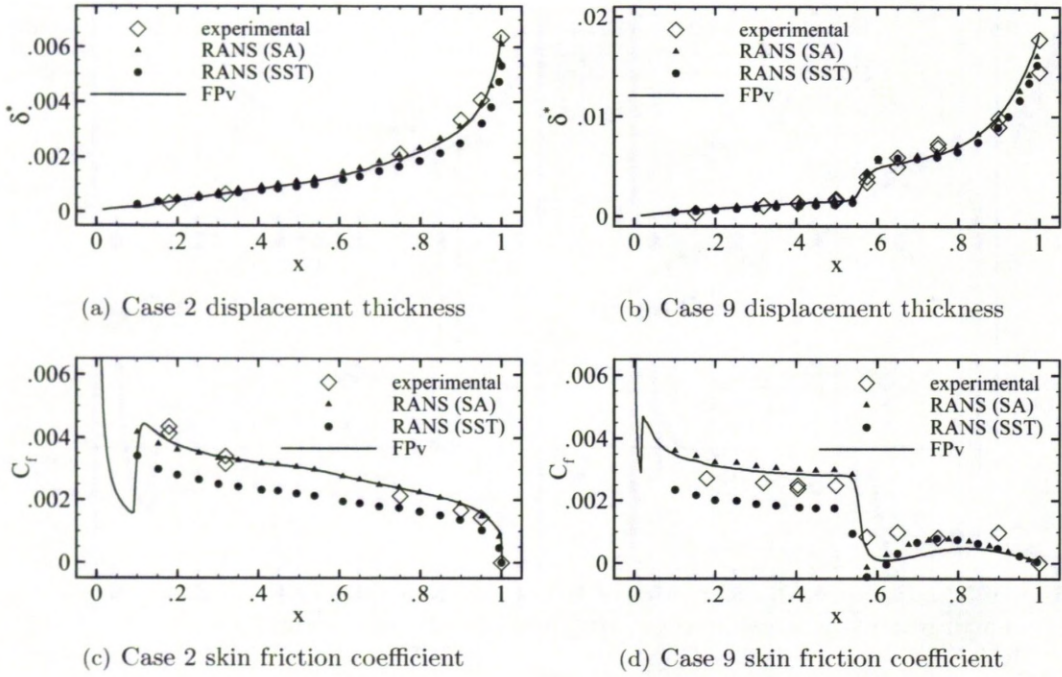 .006
.004
.002
0
δ*
experimental
RANS (SA)
RANS (SST)
FPv
0 .2 .4 .6 .8 1
x
(a) Case 2 displacement thickness
.02
.01
0
δ*
experimental
RANS (SA)
RANS (SST)
FPv
0 .2 .4 .6 .8 1
x
(b) Case 9 displacement thickness
.006
.004
.002
0
Cf
experimental
RANS (SA)
RANS (SST)
FPv
0 .2 .4 .6 .8 1
x
(c) Case 2 skin friction coefficient
.006
.004
.002
0
Cf
experimental
RANS (SA)
RANS (SST)
FPv
0 .2 .4 .6 .8 1
x
(d) Case 9 skin friction coefficient